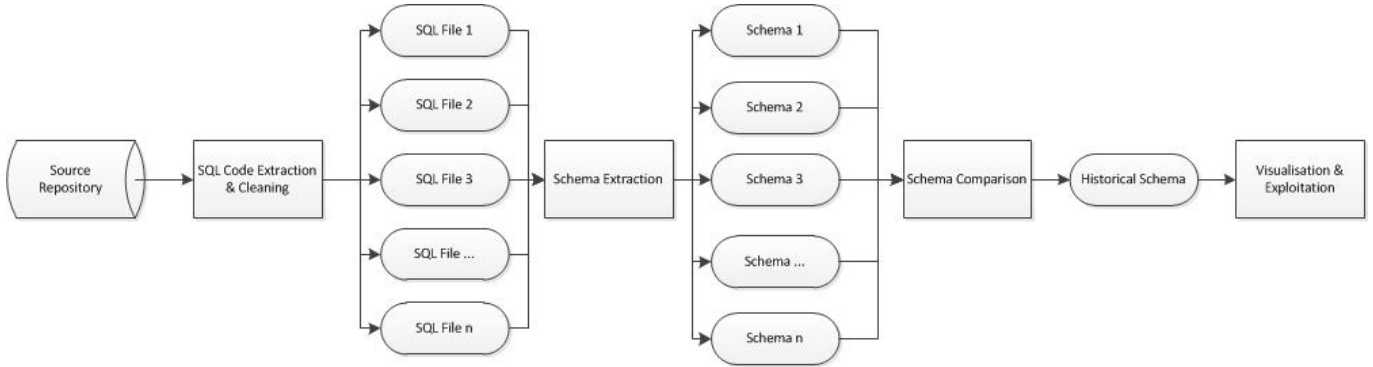 Source
Repository
SQL Code Extraction
& Cleaning
SQL File 1
SQL File 2
SQL File 3
SQL File ...
SQL File n
Schema Extraction
Schema 1
Schema 2
Schema 3
Schema ...
Schema n
Schema Comparison
Historical Schema
Visualisation &
Exploitation